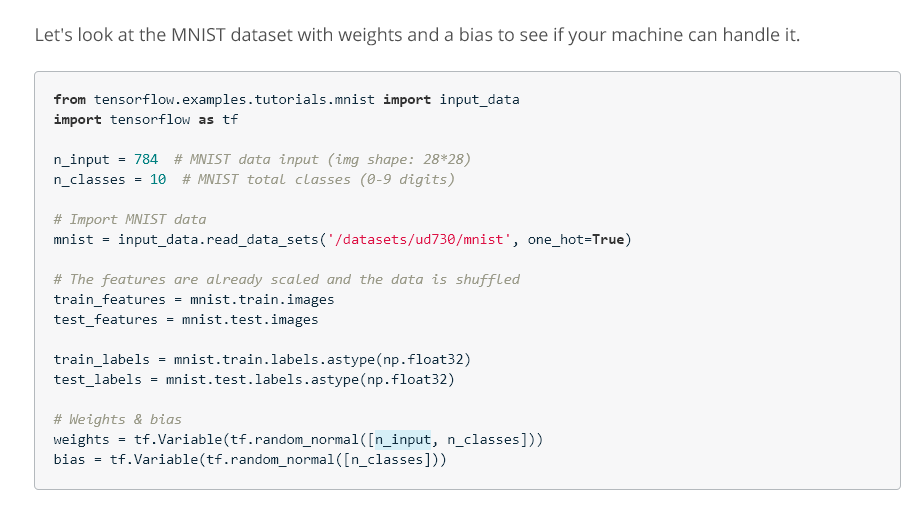 Let's look at the MNIST dataset with weights and a bias to see if your machine can handle it.
from tensorflow.examples.tutorials.mnist import input_data
import tensorflow as tf
n_input = 784  # MNIST data input (img shape: 28*28)
n_classes = 10  # MNIST total classes (0-9 digits)
# Import MNIST data
mnist = input_data.read_data_sets('/datasets/ud730/mnist', one_hot=True)
# The features are already scaled and the data is shuffled
train_features = mnist.train.images
test_features = mnist.test.images
train_labels = mnist.train.labels.astype(np.float32)
test_labels = mnist.test.labels.astype(np.float32)
# Weights & bias
weights = tf.Variable(tf.random_normal([n_input, n_classes]))
bias = tf.Variable(tf.random_normal([n_classes]))